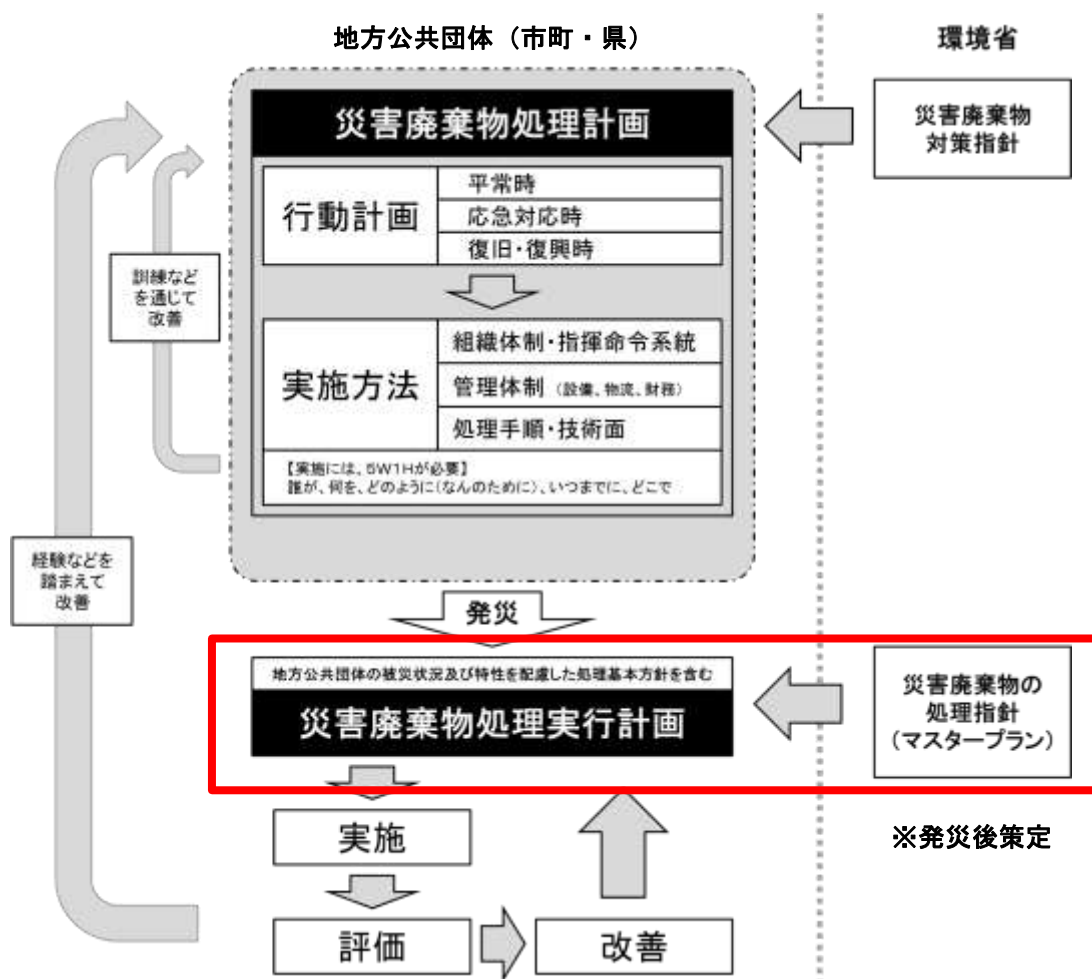 地方公共団体（市町・県）
環境省
災害廃棄物処理計画
災害廃棄物
対策指針
行動計画
平常時
応急対応時
復旧・復興時
訓練など
を通じて
改善
実施方法
組織体制・指揮命令系統
管理体制（設備、物流、財務）
処理手順・技術面
【実施には、5W1Hが必要】
誰が、何を、どのように(なんのために)、いつまでに、どこで
経験などを
踏まえて
改善
発災
地方公共団体の被災状況及び特性を配慮した処理基本方針を含む
災害廃棄物処理実行計画
災害廃棄物の
処理指針
（マスタープラン）
※発災後策定
実施
評価
改善